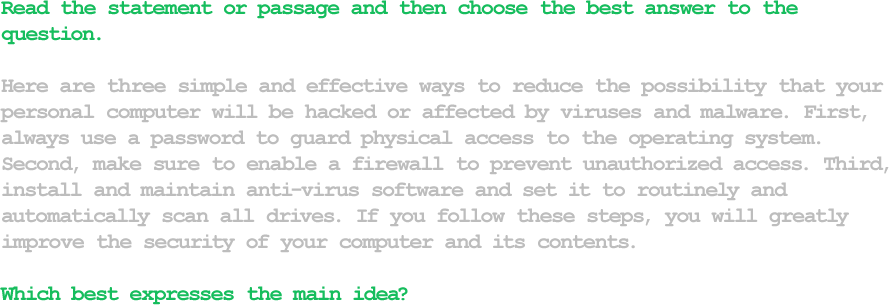 Read the statement or passage and then choose the best answer to the
question.
Here are three simple and effective ways to reduce the possibility that your
personal computer will be hacked or affected by viruses and malware. First,
always use a password to guard physical access to the operating system.
Second, make sure to enable a firewall to prevent unauthorized access. Third,
install and maintain anti-virus software and set it to routinely and
automatically scan all drives. If you follow these steps, you will greatly
improve the security of your computer and its contents.
Which best expresses the main idea?